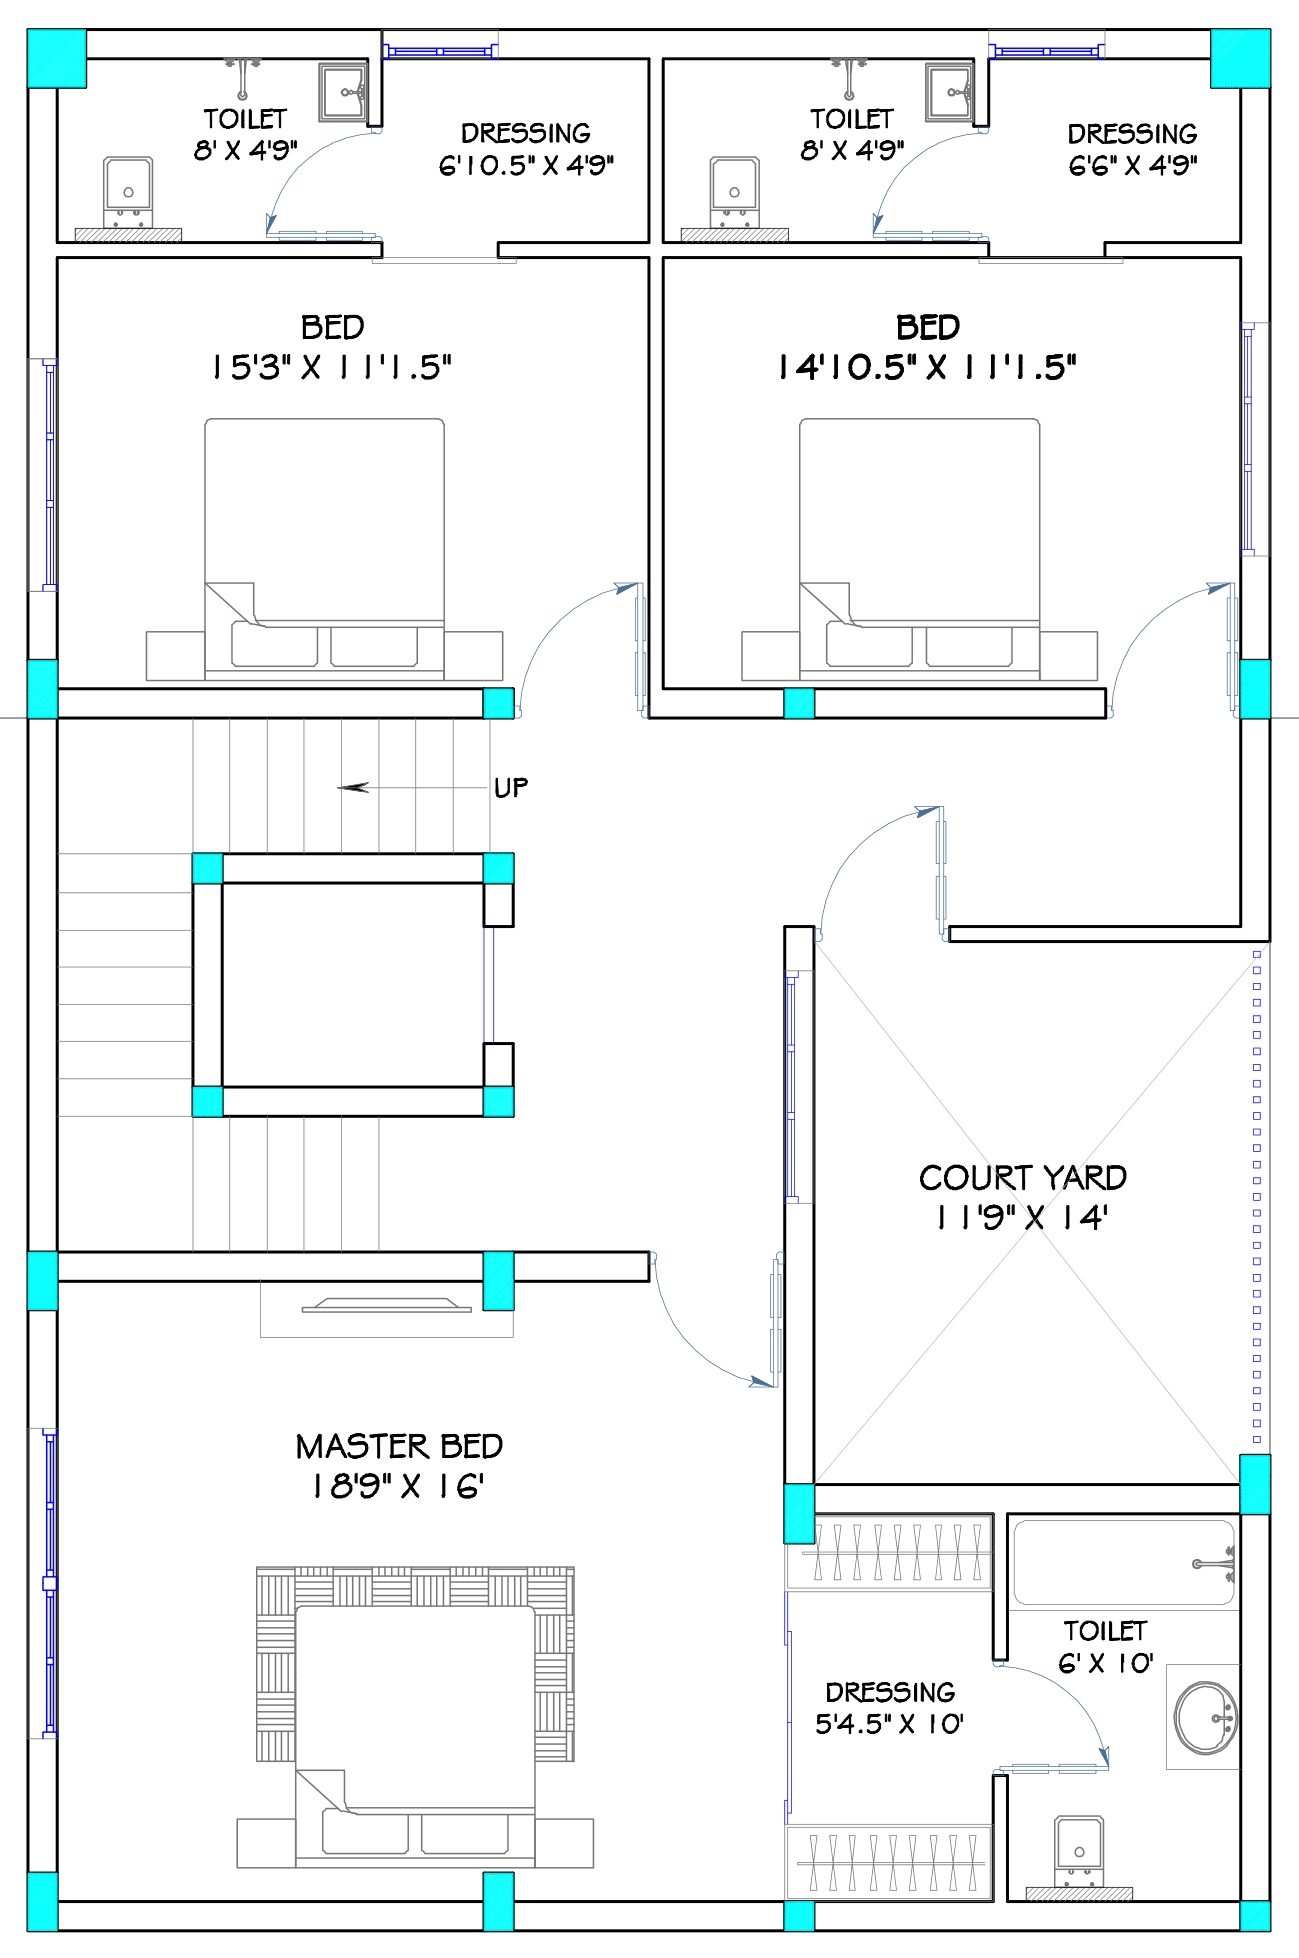 TOILET
8' X 4'9"
DRESSING
6'10.5" X 4'9"
TOILET
8' X 4'9"
DRESSING
6'6" X 4'9"
BED
15'3" X 11'1.5"
BED
14'10.5" X 11'1.5"
UP
COURT YARD
11'9" X 14'
MASTER BED
18'9" X 16'
TOILET
6' X 10'
DRESSING
5'4.5" X 10'